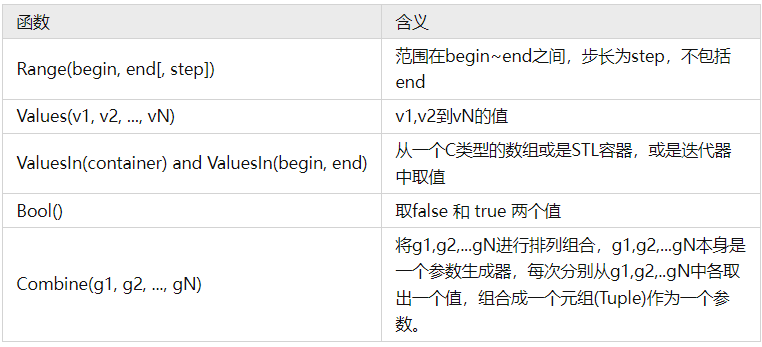 函数 含义
Range(begin, end[, step]) 范围在begin~end之间，步长为step，不包括
end
Values(v1, v2, ..., vN) v1,v2到vN的值
ValuesIn(container) and ValuesIn(begin, end) 从一个C类型的数组或是STL容器，或是迭代器
中取值
Bool() 取false 和 true 两个值
Combine(g1, g2, ..., gN) 将g1,g2,...gN进行排列组合，g1,g2,...gN本身是
一个参数生成器，每次分别从g1,g2,..gN中各取
出一个值，组合成一个元组(Tuple)作为一个参
数。